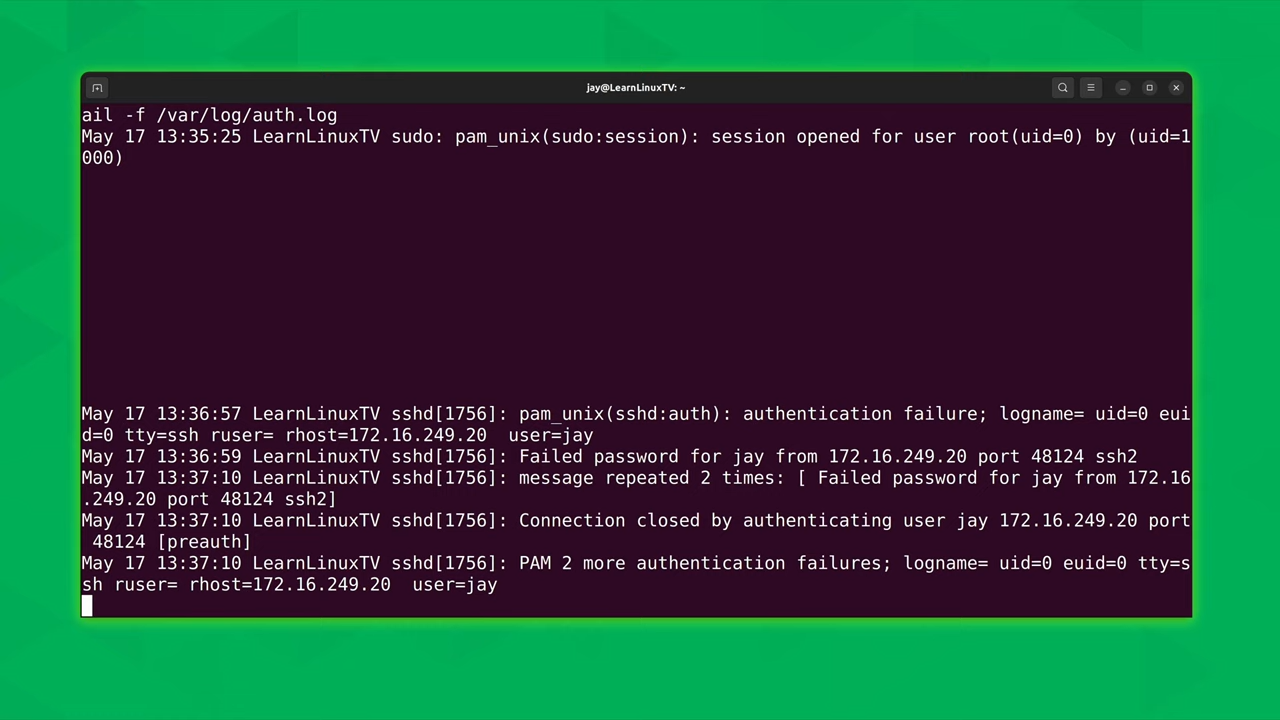 jay@LearnLinuxTV: ~
ail -f /var/log/auth.log
May 17 13:35:25 LearnLinuxTV sudo: pam_unix(sudo:session): session opened for user root(uid=0) by (uid=1
000)
May 17 13:36:57 LearnLinuxTV sshd[1756]: pam_unix(sshd:auth): authentication failure; logname= uid=0 eui
d=0 tty=ssh ruser= rhost=172.16.249.20  user=jay
May 17 13:36:59 LearnLinuxTV sshd[1756]: Failed password for jay from 172.16.249.20 port 48124 ssh2
May 17 13:37:10 LearnLinuxTV sshd[1756]: message repeated 2 times: [ Failed password for jay from 172.16
.249.20 port 48124 ssh2]
May 17 13:37:10 LearnLinuxTV sshd[1756]: Connection closed by authenticating user jay 172.16.249.20 port
 48124 [preauth]
May 17 13:37:10 LearnLinuxTV sshd[1756]: PAM 2 more authentication failures; logname= uid=0 euid=0 tty=s
sh ruser= rhost=172.16.249.20  user=jay